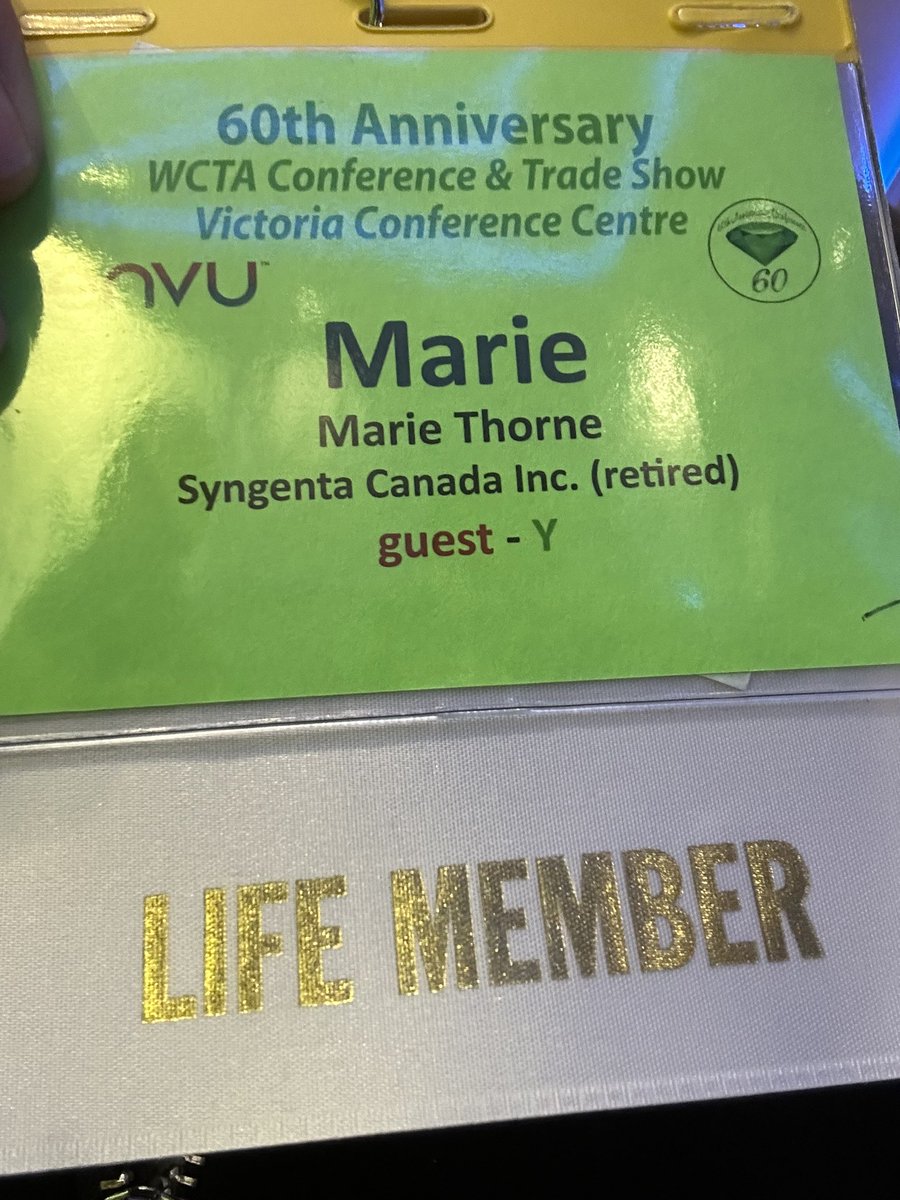 60th Anniversary
WCTA Conference & Trade Show
Victoria Conference Centre
nvu™
60
Marie
Marie Thorne
Syngenta Canada Inc. (retired)
guest - Y
LIFE MEMBER